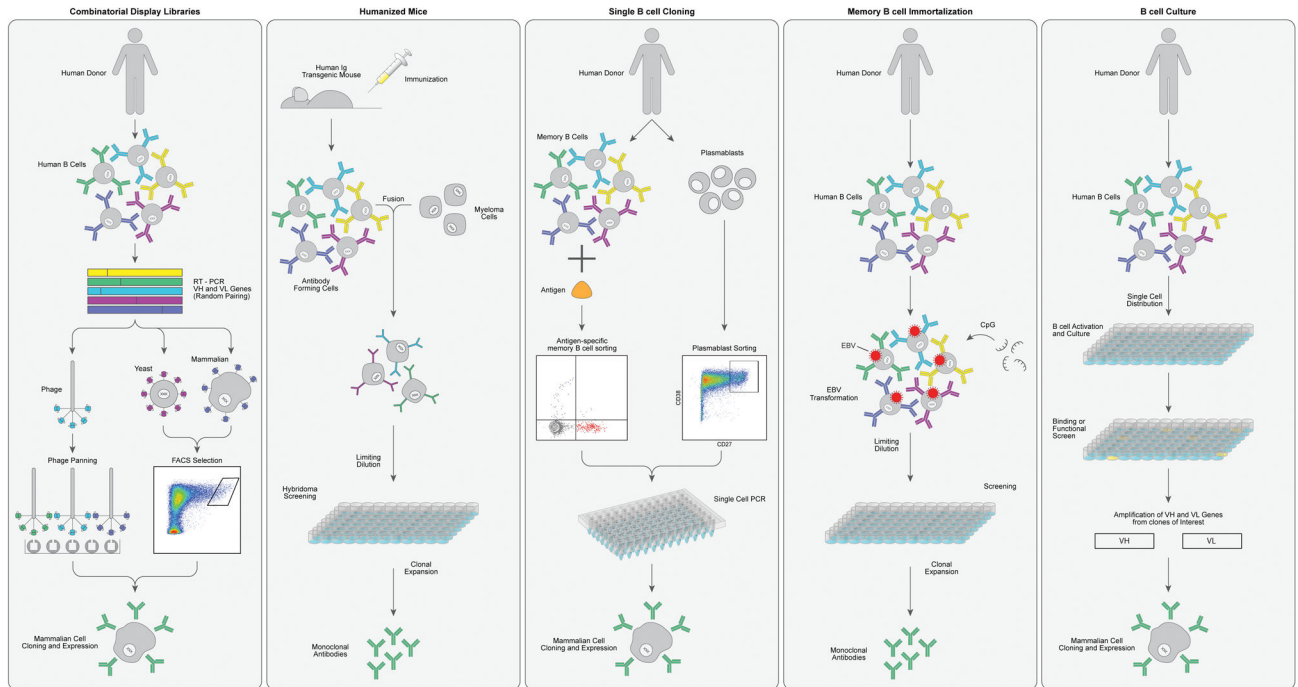 Combinatorial Display Libraries
Human Donor
Human B Cells
RT - PCR
VH and VL Genes
(Random Pairing)
Phage
Yeast
Mammalian
Phage Panning
FACS Selection
Mammalian Cell
Cloning and Expression
Humanized Mice
Human Ig
Transgenic Mouse
Immunization
Fusion
Myeloma
Cells
Antibody
Forming Cells
Limiting
Dilution
Hybridoma
Screening
Clonal
Expansion
Monoclonal
Antibodies
Single B cell Cloning
Human Donor
Memory B Cells
Plasmablasts
Antigen
Antigen-specific
memory B cell sorting
Plasmablast Sorting
CD38
CD27
Single Cell PCR
Mammalian Cell
Cloning and Expression
Memory B cell Immortalization
Human Donor
Human B Cells
CpG
EBV
EBV
Transformation
Limiting
Dilution
Screening
Clonal
Expansion
Monoclonal
Antibodies
B cell Culture
Human Donor
Human B Cells
Single Cell
Distribution
B cell Activation
and Culture
Binding or
Functional
Screen
Amplification of VH and VL Genes
from clones of Interest
VH
VL
Mammalian Cell
Cloning and Expression